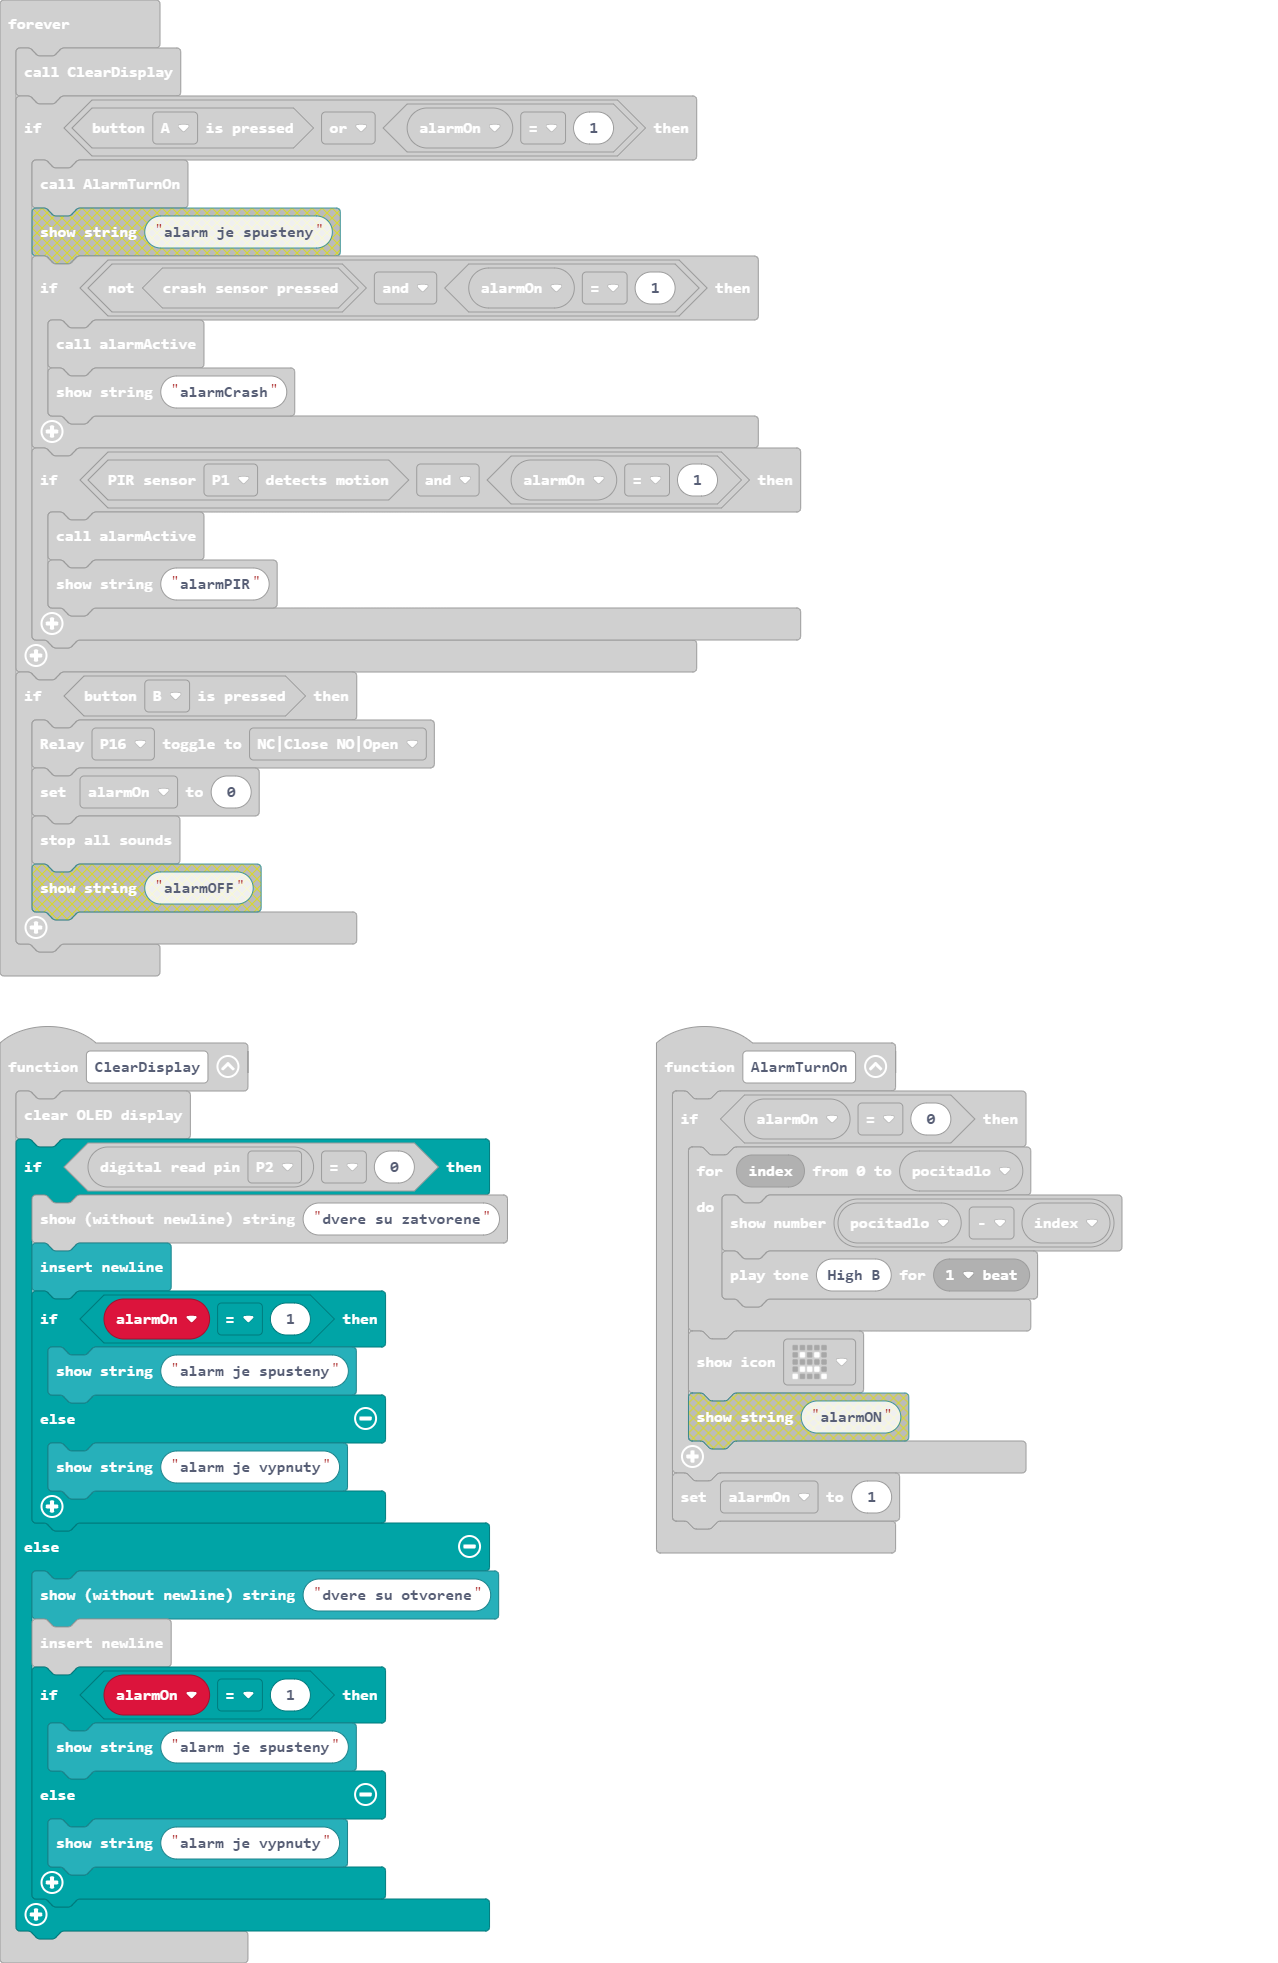 forever
call ClearDisplay
if button A is pressed or alarmOn = 1 then
call AlarmTurnOn
show string "alarm je spusteny"
if not crash sensor pressed and alarmOn = 1 then
call alarmActive
show string "alarmCrash"
if PIR sensor P1 detects motion and alarmOn = 1 then
call alarmActive
show string "alarmPIR"
if button B is pressed then
Relay P16 toggle to NC|Close NO|Open
set alarmOn to 0
stop all sounds
show string "alarmOFF"
function ClearDisplay
clear OLED display
if digital read pin P2 = 0 then
show (without newline) string "dvere su zatvorene"
insert newline
if alarmOn = 1 then
show string "alarm je spusteny"
else
show string "alarm je vypnuty"
else
show (without newline) string "dvere su otvorene"
insert newline
if alarmOn = 1 then
show string "alarm je spusteny"
else
show string "alarm je vypnuty"
function AlarmTurnOn
if alarmOn = 0 then
for index from 0 to pocitadlo
do
show number pocitadlo - index
play tone High B for 1 beat
show icon
show string "alarmON"
set alarmOn to 1